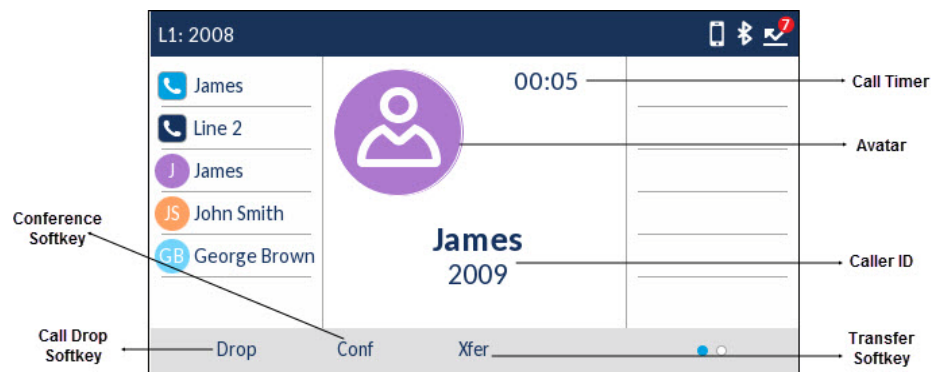 L1: 2008
7
James
Line 2
J James
JS John Smith
GB George Brown
00:05
James
2009
Drop
Conf
Xfer
Conference
Softkey
Call Drop
Softkey
Call Timer
Avatar
Caller ID
Transfer
Softkey